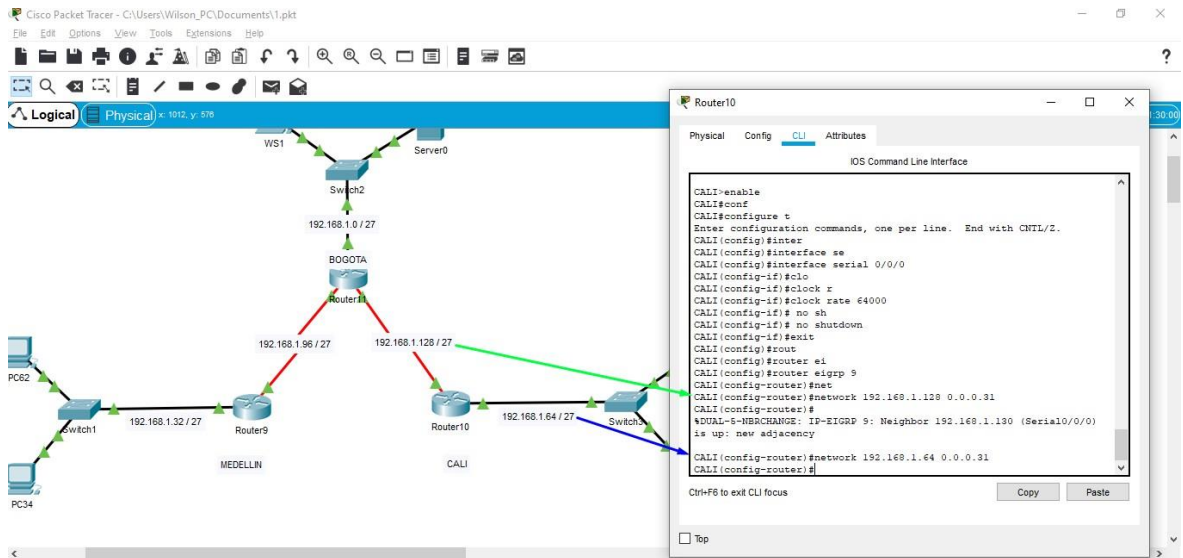 Cisco Packet Tracer - C:\Users\Wilson_PC\Documents\1.pkt
File Edit Options View Tools Extensions Help
?
Logical
Physical x: 1012, y: 576
1:30:00
WS1
Server0
Switch2
192.168.1.0 / 27
BOGOTA
Router11
192.168.1.96 / 27
192.168.1.128 / 27
PC62
Switch1
192.168.1.32 / 27
Router9
Router10
192.168.1.64 / 27
Switch3
MEDELLIN
CALI
PC34
Router10
Physical Config CLI Attributes
IOS Command Line Interface
CALI>enable
CALI#conf
CALI#configure t
Enter configuration commands, one per line. End with CNTL/Z.
CALI(config)#inter
CALI(config)#interface se
CALI(config)#interface serial 0/0/0
CALI(config-if)#clo
CALI(config-if)#clock r
CALI(config-if)#clock rate 64000
CALI(config-if)# no sh
CALI(config-if)# no shutdown
CALI(config-if)#exit
CALI(config)#rout
CALI(config)#router ei
CALI(config)#router eigrp 9
CALI(config-router)#net
CALI(config-router)#network 192.168.1.128 0.0.0.31
CALI(config-router)#
%DUAL-5-NBRCHANGE: IP-EIGRP 9: Neighbor 192.168.1.130 (Serial0/0/0)
is up: new adjacency
CALI(config-router)#network 192.168.1.64 0.0.0.31
CALI(config-router)#
Ctrl+F6 to exit CLI focus
Copy
Paste
Top